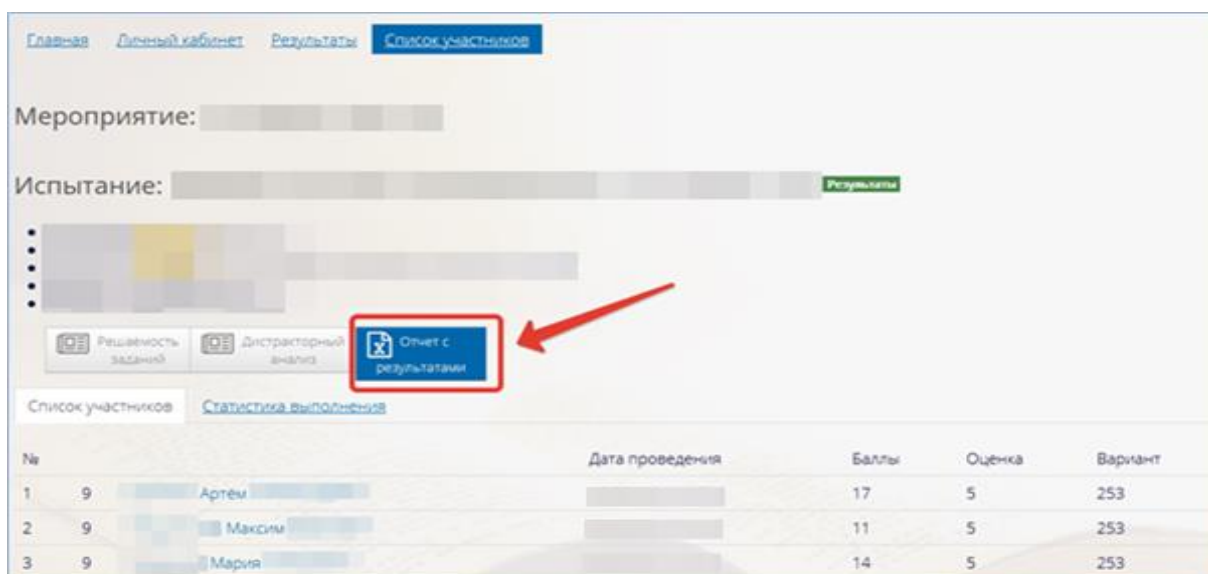 Главная Личный кабинет Результаты Список участников
Мероприятие:
Испытание: Результаты
Решаемость заданий Дистракторный анализ Отчет с результатами
Список участников Статистика выполнения
№ Дата проведения Баллы Оценка Вариант
1 9 Артём 17 5 253
2 9 Максим 11 5 253
3 9 Мария 14 5 253